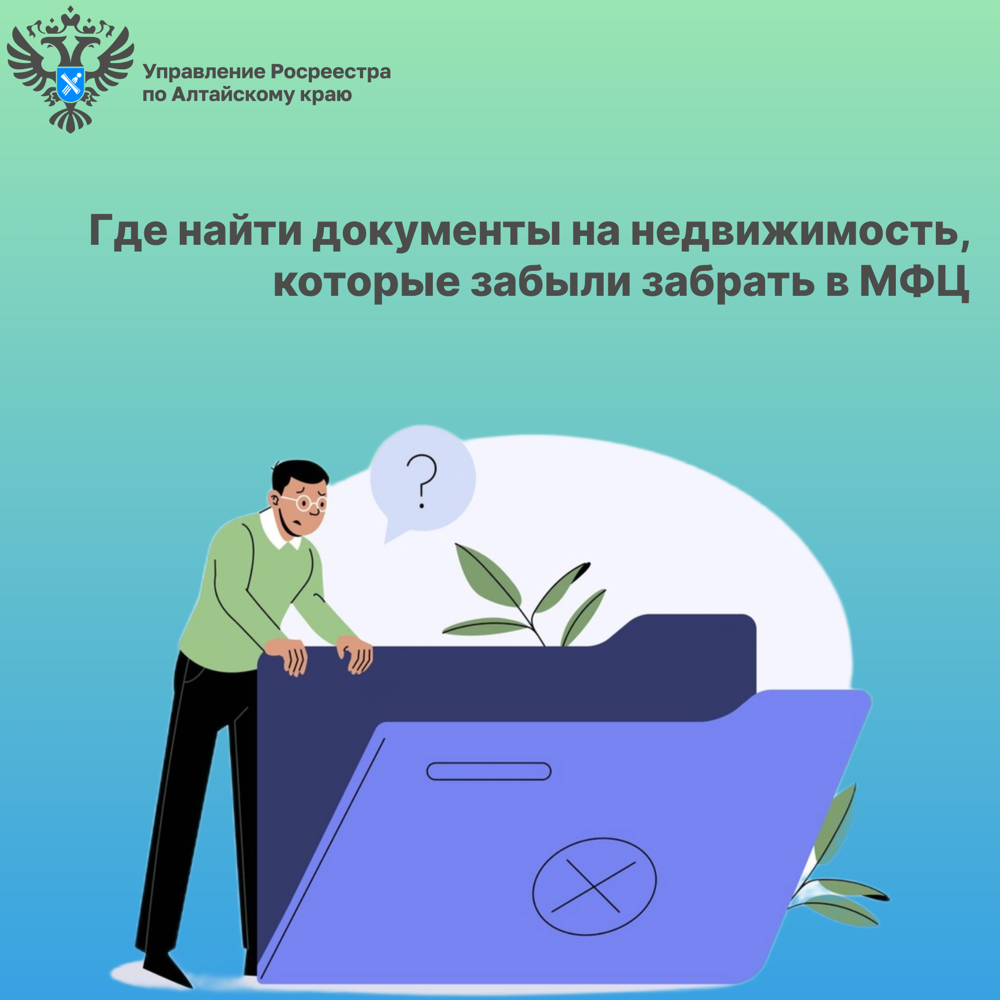 Управление Росреестра
по Алтайскому краю
Где найти документы на недвижимость,
которые забыли забрать в МФЦ
?